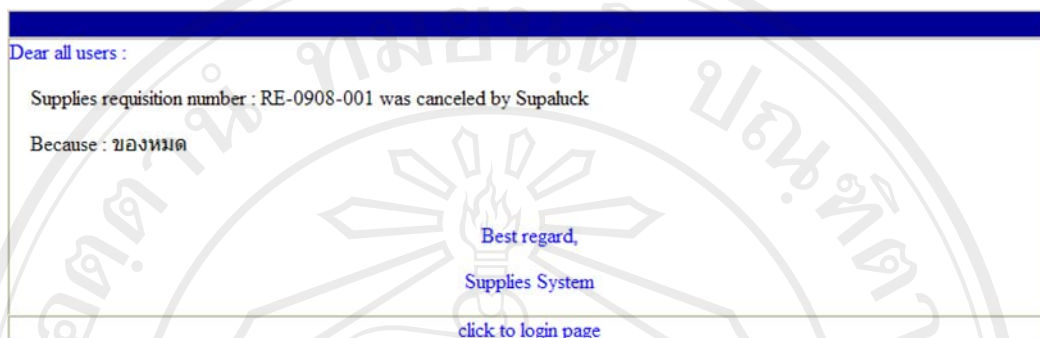 Dear all users :
Supplies requisition number : RE-0908-001 was canceled by Supaluck
Because : ของหมด
Best regard,
Supplies System
click to login page